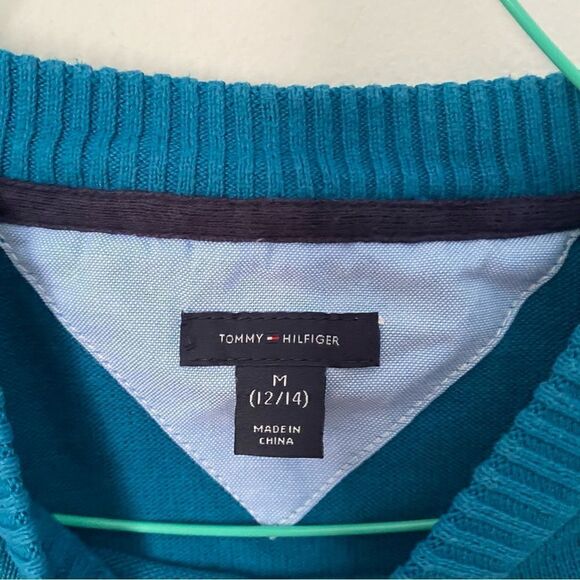 TOMMY HILFIGER
M
(12/14)
MADE IN
CHINA